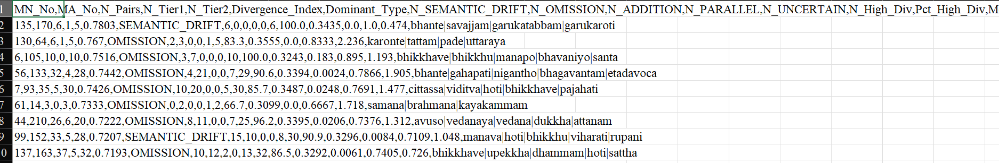 1 MN_No,MA_No,N_Pairs,N_Tier1,N_Tier2,Divergence_Index,Dominant_Type,N_SEMANTIC_DRIFT,N_OMISSION,N_ADDITION,N_PARALLEL,N_UNCERTAIN,N_High_Div,Pct_High_Div,M
2 135,170,6,1,5,0.7803,SEMANTIC_DRIFT,6,0,0,0,0,6,100.0,0.3435,0.0,1.0,0.474,bhante|savajjam|garukatabbam|garukaroti
3 130,64,6,1,5,0.767,OMISSION,2,3,0,0,1,5,83.3,0.3555,0.0,0.8333,2.236,karonte|tattam|pade|uttaraya
4 6,105,10,0,10,0.7516,OMISSION,3,7,0,0,0,10,100.0,0.3243,0.183,0.895,1.193,bhikkhave|bhikkhu|manapo|bhavaniyo|santa
5 56,133,32,4,28,0.7442,OMISSION,4,21,0,0,7,29,90.6,0.3394,0.0024,0.7866,1.905,bhante|gahapati|nigantho|bhagavantam|etadavoca
6 7,93,35,5,30,0.7426,OMISSION,10,20,0,0,5,30,85.7,0.3487,0.0248,0.7691,1.477,cittassa|viditva|hoti|bhikkhave|pajahati
7 61,14,3,0,3,0.7333,OMISSION,0,2,0,0,1,2,66.7,0.3099,0.0,0.6667,1.718,samana|brahmana|kayakammam
8 44,210,26,6,20,0.7222,OMISSION,8,11,0,0,7,25,96.2,0.3395,0.0206,0.7376,1.312,avuso|vedanaya|vedana|dukkha|attanam
9 99,152,33,5,28,0.7207,SEMANTIC_DRIFT,15,10,0,0,8,30,90.9,0.3296,0.0084,0.7109,1.048,manava|hoti|bhikkhu|viharati|rupani
0 137,163,37,5,32,0.7193,OMISSION,10,12,2,0,13,32,86.5,0.3292,0.0061,0.7405,0.726,bhikkhave|upekkha|dhammam|hoti|sattha